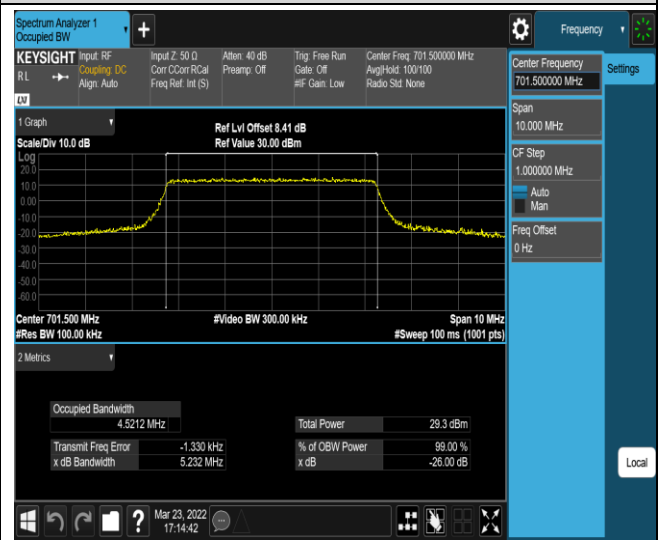 Spectrum Analyzer 1
Occupied BW
+
Frequency
KEYSIGHT
R L
LXI
Input: RF
Coupling: DC
Align: Auto
Input Z: 50 Ω
Corr CCorr RCal
Freq Ref: Int (S)
Atten: 40 dB
Preamp: Off
Trig: Free Run
Gate: Off
#IF Gain: Low
Center Freq: 701.500000 MHz
Avg|Hold: 100/100
Radio Std: None
Center Frequency
701.500000 MHz
Settings
Span
10.000 MHz
CF Step
1.000000 MHz
Auto
Man
Freq Offset
0 Hz
1 Graph
Scale/Div 10.0 dB
Ref Lvl Offset 8.41 dB
Ref Value 30.00 dBm
Log
20.0
10.0
0.00
-10.0
-20.0
-30.0
-40.0
-50.0
-60.0
Center 701.500 MHz
#Video BW 300.00 kHz
Span 10 MHz
#Res BW 100.00 kHz
#Sweep 100 ms (1001 pts)
2 Metrics
Occupied Bandwidth
4.5212 MHz
Total Power 29.3 dBm
Transmit Freq Error -1.330 kHz
% of OBW Power 99.00 %
x dB Bandwidth 5.232 MHz
x dB -26.00 dB
Local
?
Mar 23, 2022
17:14:42